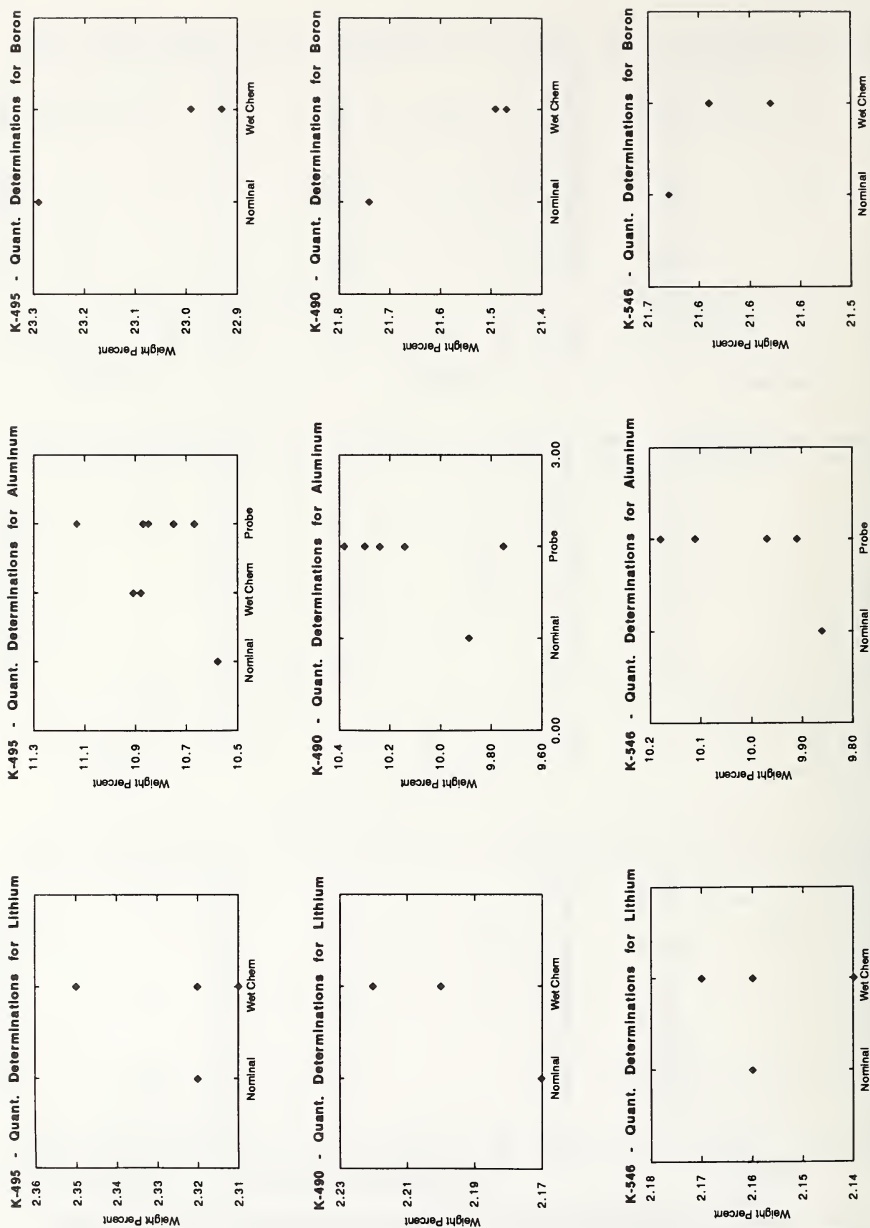 K-495 - Quant. Determinations for Lithium
Weight Percent
2.36
2.35
2.34
2.33
2.32
2.31
Nominal
Wet Chem
K-495 - Quant. Determinations for Aluminum
Weight Percent
11.3
11.1
10.9
10.7
10.5
Nominal
Wet Chem
Probe
K-495 - Quant. Determinations for Boron
Weight Percent
23.3
23.2
23.1
23.0
22.9
Nominal
Wet Chem
K-490 - Quant. Determinations for Lithium
Weight Percent
2.23
2.21
2.19
2.17
Nominal
Wet Chem
K-490 - Quant. Determinations for Aluminum
Weight Percent
10.4
10.2
10.0
9.80
9.60
0.00
Nominal
Probe
3.00
K-490 - Quant. Determinations for Boron
Weight Percent
21.8
21.7
21.6
21.5
21.4
Nominal
Wet Chem
K-546 - Quant. Determinations for Lithium
Weight Percent
2.18
2.17
2.16
2.15
2.14
Nominal
Wet Chem
K-546 - Quant. Determinations for Aluminum
Weight Percent
10.2
10.1
10.0
9.90
9.80
Nominal
Probe
K-546 - Quant. Determinations for Boron
Weight Percent
21.7
21.6
21.6
21.6
21.5
Nominal
Wet Chem